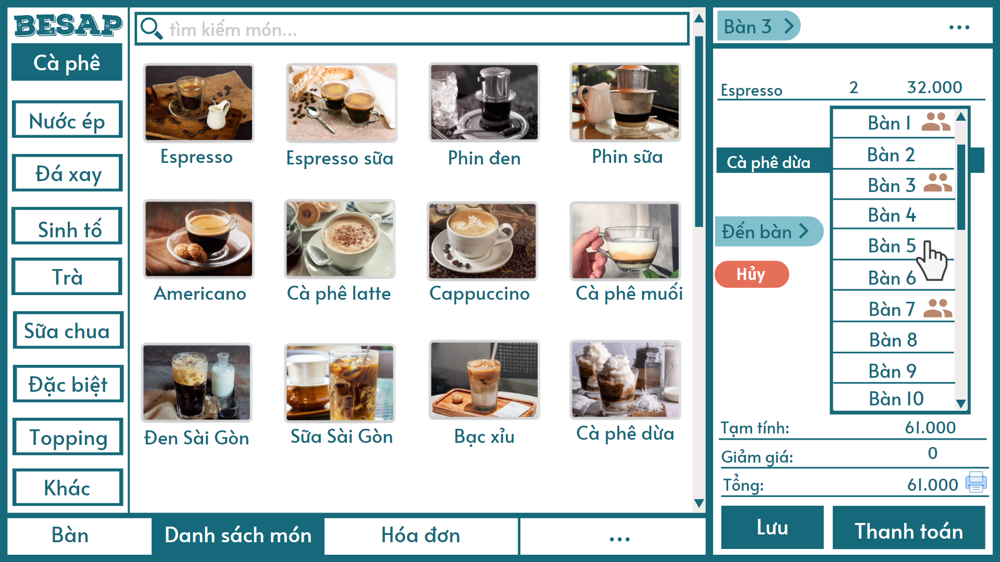 BESAP
Cà phê
Nước ép
Đá xay
Sinh tố
Trà
Sữa chua
Đặc biệt
Topping
Khác
tìm kiếm món...
Espresso
Espresso sữa
Phin đen
Phin sữa
Americano
Cà phê latte
Cappuccino
Cà phê muối
Đen Sài Gòn
Sữa Sài Gòn
Bạc xỉu
Cà phê dừa
Bàn
Danh sách món
Hóa đơn
...
Bàn 3
...
Espresso 2 32.000
Cà phê dừa
Đến bàn
Hủy
Bàn 1
Bàn 2
Bàn 3
Bàn 4
Bàn 5
Bàn 6
Bàn 7
Bàn 8
Bàn 9
Bàn 10
Tạm tính: 61.000
Giảm giá: 0
Tổng: 61.000
Lưu
Thanh toán